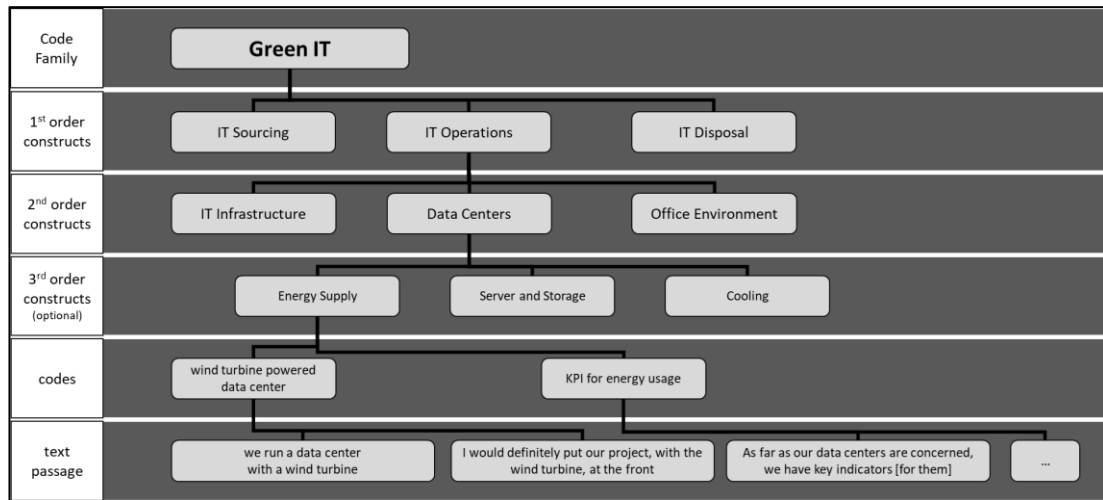 Code
Family
Green IT
1st order
constructs
IT Sourcing
IT Operations
IT Disposal
2nd order
constructs
IT Infrastructure
Data Centers
Office Environment
3rd order
constructs
(optional)
Energy Supply
Server and Storage
Cooling
codes
wind turbine powered
data center
KPI for energy usage
text
passage
we run a data center
with a wind turbine
I would definitely put our project, with the
wind turbine, at the front
As far as our data centers are concerned,
we have key indicators [for them]
...